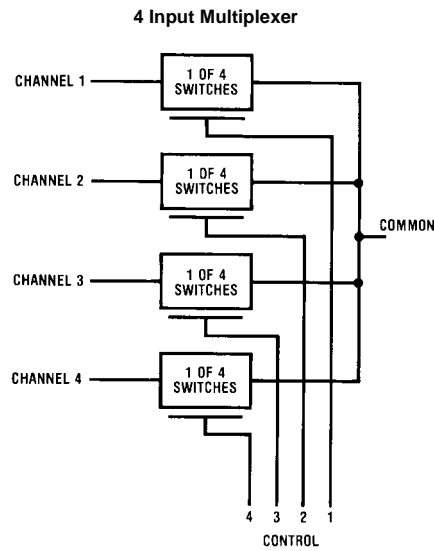 4 Input Multiplexer
CHANNEL 1
1 OF 4
SWITCHES
CHANNEL 2
1 OF 4
SWITCHES
COMMON
CHANNEL 3
1 OF 4
SWITCHES
CHANNEL 4
1 OF 4
SWITCHES
4 3 2 1
CONTROL